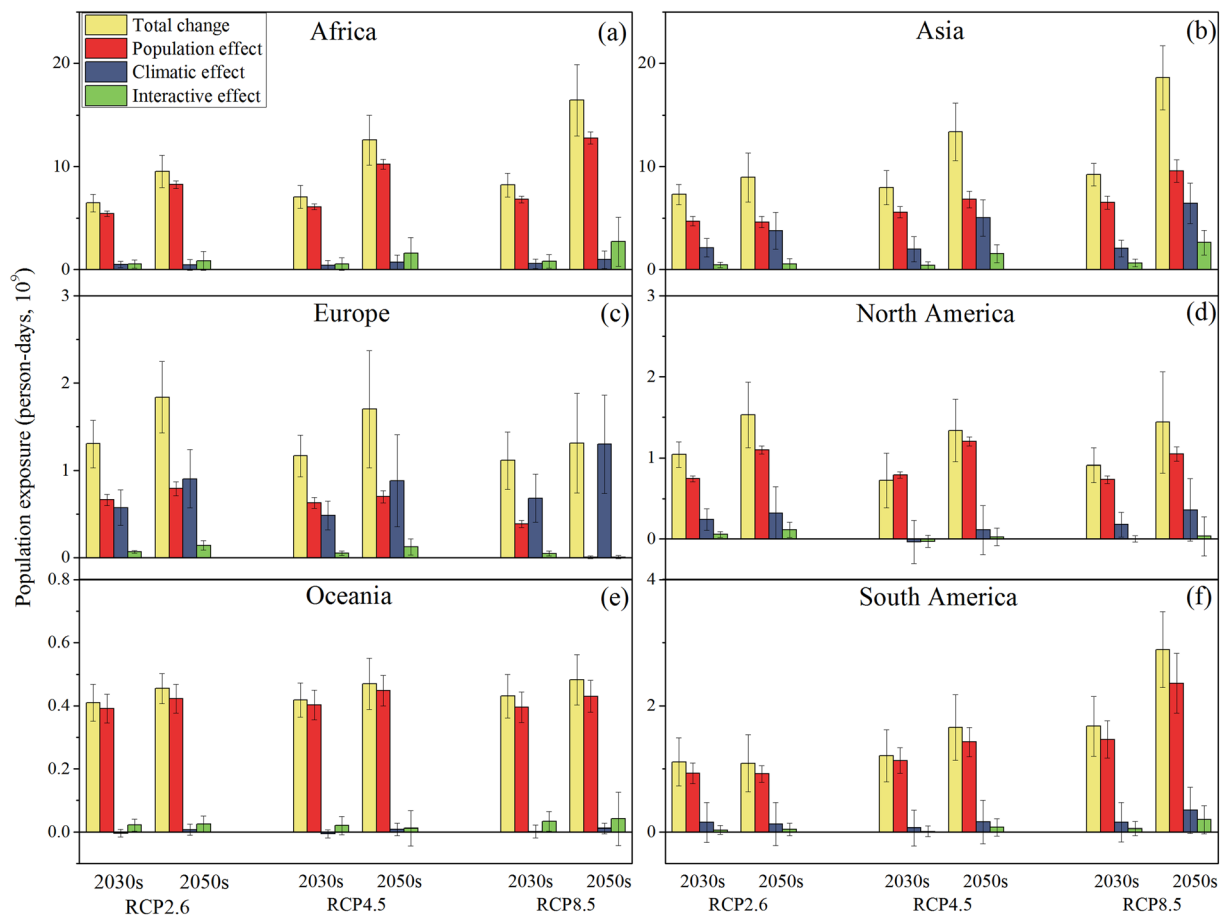 Total change
Population effect
Climatic effect
Interactive effect
Africa
(a)
20
10
0
Asia
(b)
20
15
10
5
0
Population exposure (person-days, 10⁹)
Europe
(c)
3
2
1
0
North America
(d)
3
2
1
0
Oceania
(e)
0.8
0.6
0.4
0.2
0.0
South America
(f)
4
2
0
2030s 2050s 2030s 2050s 2030s 2050s
RCP2.6 RCP4.5 RCP8.5
2030s 2050s 2030s 2050s 2030s 2050s
RCP2.6 RCP4.5 RCP8.5